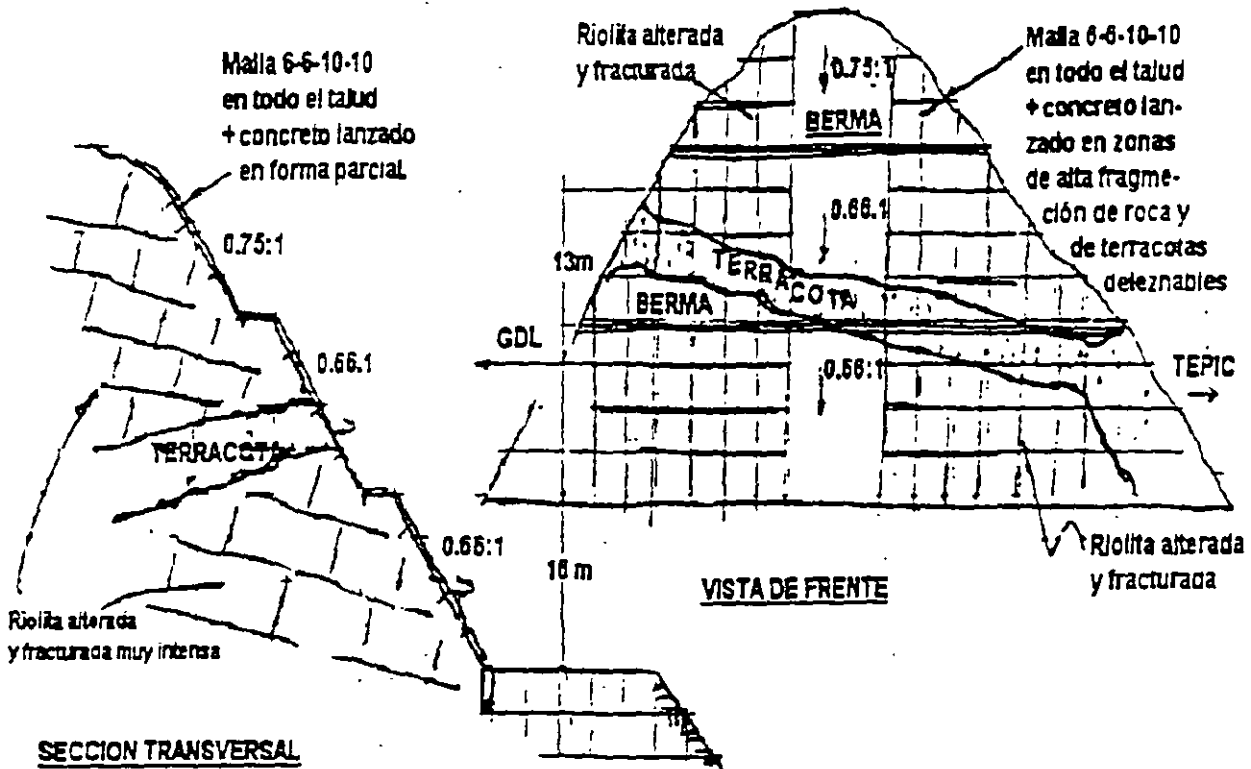 Malla 6-6-10-10
en todo el talud
+ concreto lanzado
en forma parcial
0.75:1
0.66.1
TERRACOTA
0.66:1
Riolita alterada
y fracturada muy intensa
SECCION TRANSVERSAL
Riolita alterada
y fracturada
0.75:1
BERMA
Malla 6-6-10-10
en todo el talud
+ concreto lan-
zado en zonas
de alta fragme-
ción de roca y
de terracotas
deleznables
0.66.1
13m
TERRACOTA
BERMA
GDL
TEPIC
0.66:1
16 m
Riolita alterada
y fracturada
VISTA DE FRENTE